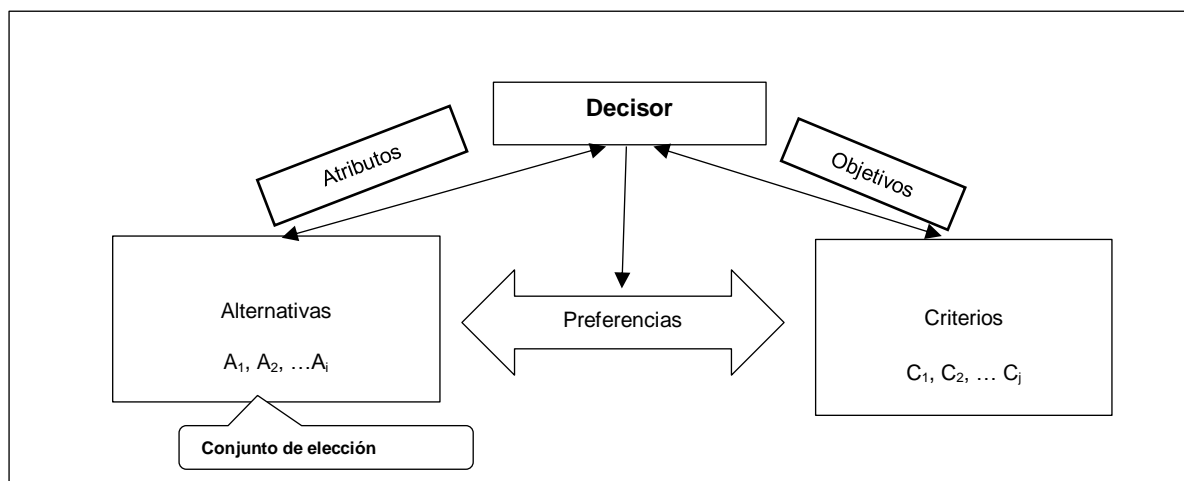 Decisor
Atributos
Objetivos
Alternativas
A₁, A₂, …Aᵢ
Preferencias
Criterios
C₁, C₂, … Cⱼ
Conjunto de elección